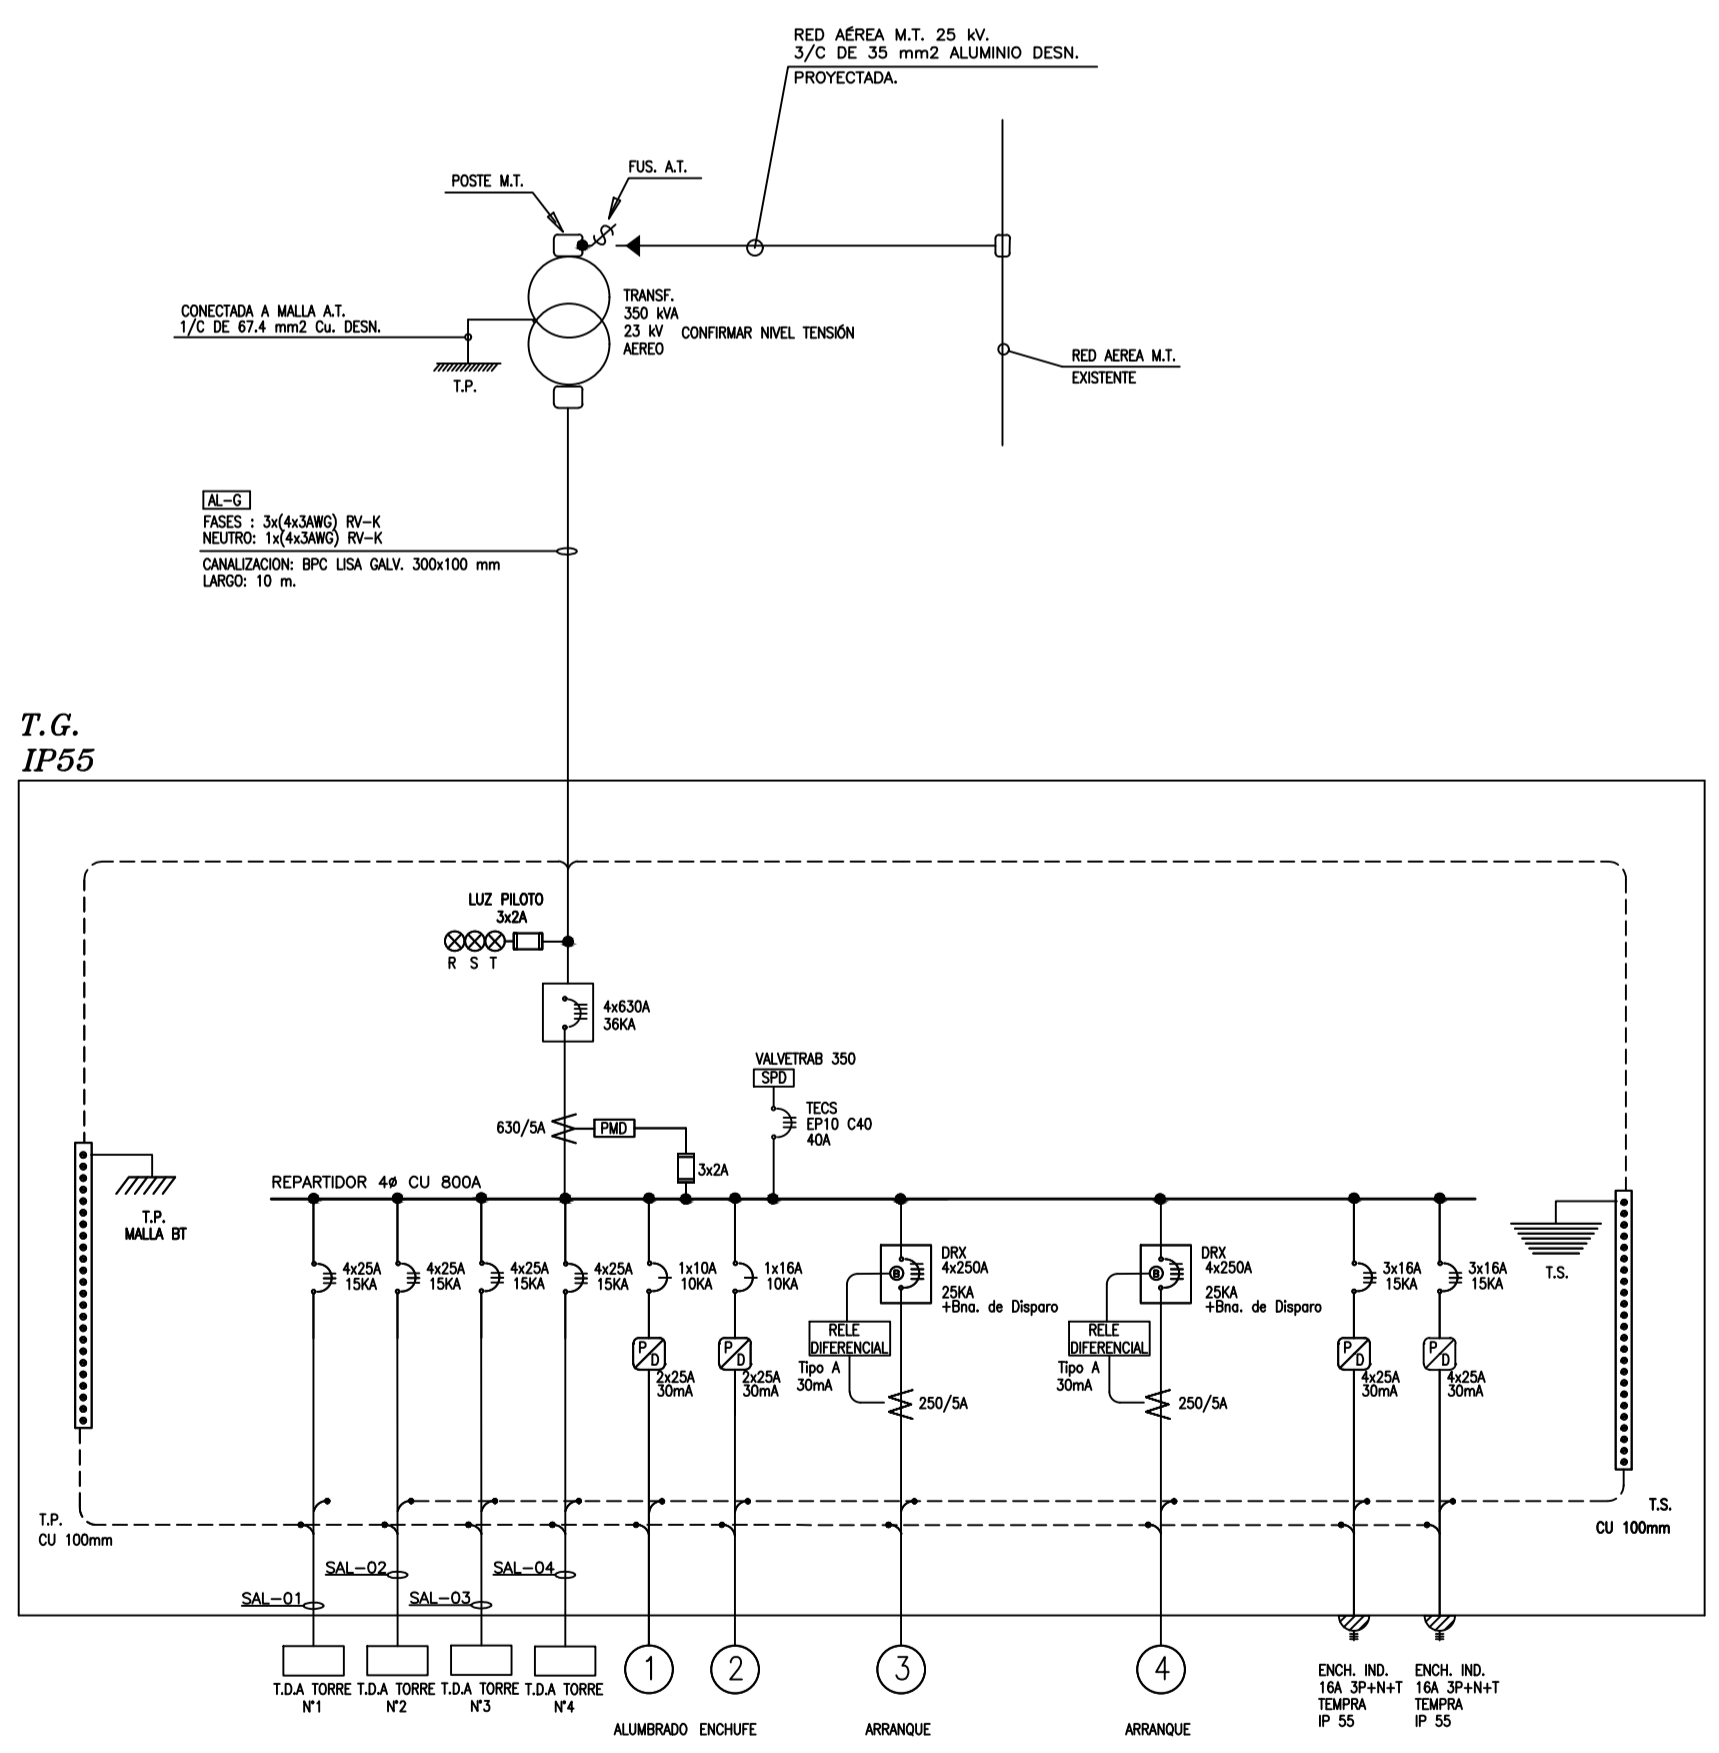 RED AÉREA M.T. 25 kV.
3/C DE 35 mm2 ALUMINIO DESN.
PROYECTADA.
FUS. A.T.
POSTE M.T.
TRANSF.
350 kVA
23 kV CONFIRMAR NIVEL TENSIÓN
AEREO
CONECTADA A MALLA A.T.
1/C DE 67.4 mm2 Cu. DESN.
T.P.
RED AEREA M.T.
EXISTENTE
AL-G
FASES : 3x(4x3AWG) RV-K
NEUTRO: 1x(4x3AWG) RV-K
CANALIZACION: BPC LISA GALV. 300x100 mm
LARGO: 10 m.
T.G.
IP55
LUZ PILOTO
3x2A
R S T
4x630A
36KA
VALVETRAB 350
SPD
TECS
EP10 C40
40A
630/5A
PMD
3x2A
REPARTIDOR 4ø CU 800A
T.P.
MALLA BT
T.S.
4x25A
15KA
4x25A
15KA
4x25A
15KA
4x25A
15KA
1x10A
10KA
1x16A
10KA
DRX
4x250A
25KA
+Bna. de Disparo
B
DRX
4x250A
25KA
+Bna. de Disparo
B
3x16A
15KA
3x16A
15KA
P
D
2x25A
30mA
P
D
2x25A
30mA
RELE
DIFERENCIAL
Tipo A
30mA
250/5A
RELE
DIFERENCIAL
Tipo A
30mA
250/5A
P
D
4x25A
30mA
P
D
4x25A
30mA
T.P.
CU 100mm
T.S.
CU 100mm
SAL-01
SAL-02
SAL-03
SAL-04
T.D.A TORRE
N°1
T.D.A TORRE
N°2
T.D.A TORRE
N°3
T.D.A TORRE
N°4
1
ALUMBRADO
2
ENCHUFE
3
ARRANQUE
4
ARRANQUE
ENCH. IND.
16A 3P+N+T
TEMPRA
IP 55
ENCH. IND.
16A 3P+N+T
TEMPRA
IP 55